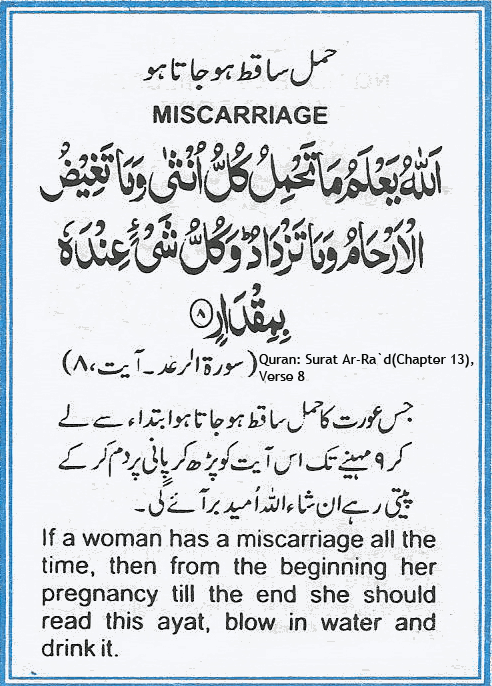 حمل ساقط ہو جاتا ہو
MISCARRIAGE
اَللّٰهُ يَعْلَمُ مَا تَحْمِلُ كُلُّ اُنْثٰى وَمَا تَغِيْضُ
الْاَرْحَامُ وَمَا تَزْدَادُ ؕ وَكُلُّ شَیْءٍ عِنْدَهٗ
بِمِقْدَارٍ ﴿۸﴾
(سورۃ الرعد۔ آیت، ۸) Quran: Surat Ar-Ra`d(Chapter 13),
Verse 8
جس عورت کا حمل ساقط ہو جاتا ہو ابتداء سے لے
کر ۹ مہینے تک اس آیت کو پڑھ کر پانی پر دم کر کے
پیتی رہے ان شاء اللہ اُمید بر آئے گی۔
If a woman has a miscarriage all the
time, then from the beginning her
pregnancy till the end she should
read this ayat, blow in water and
drink it.